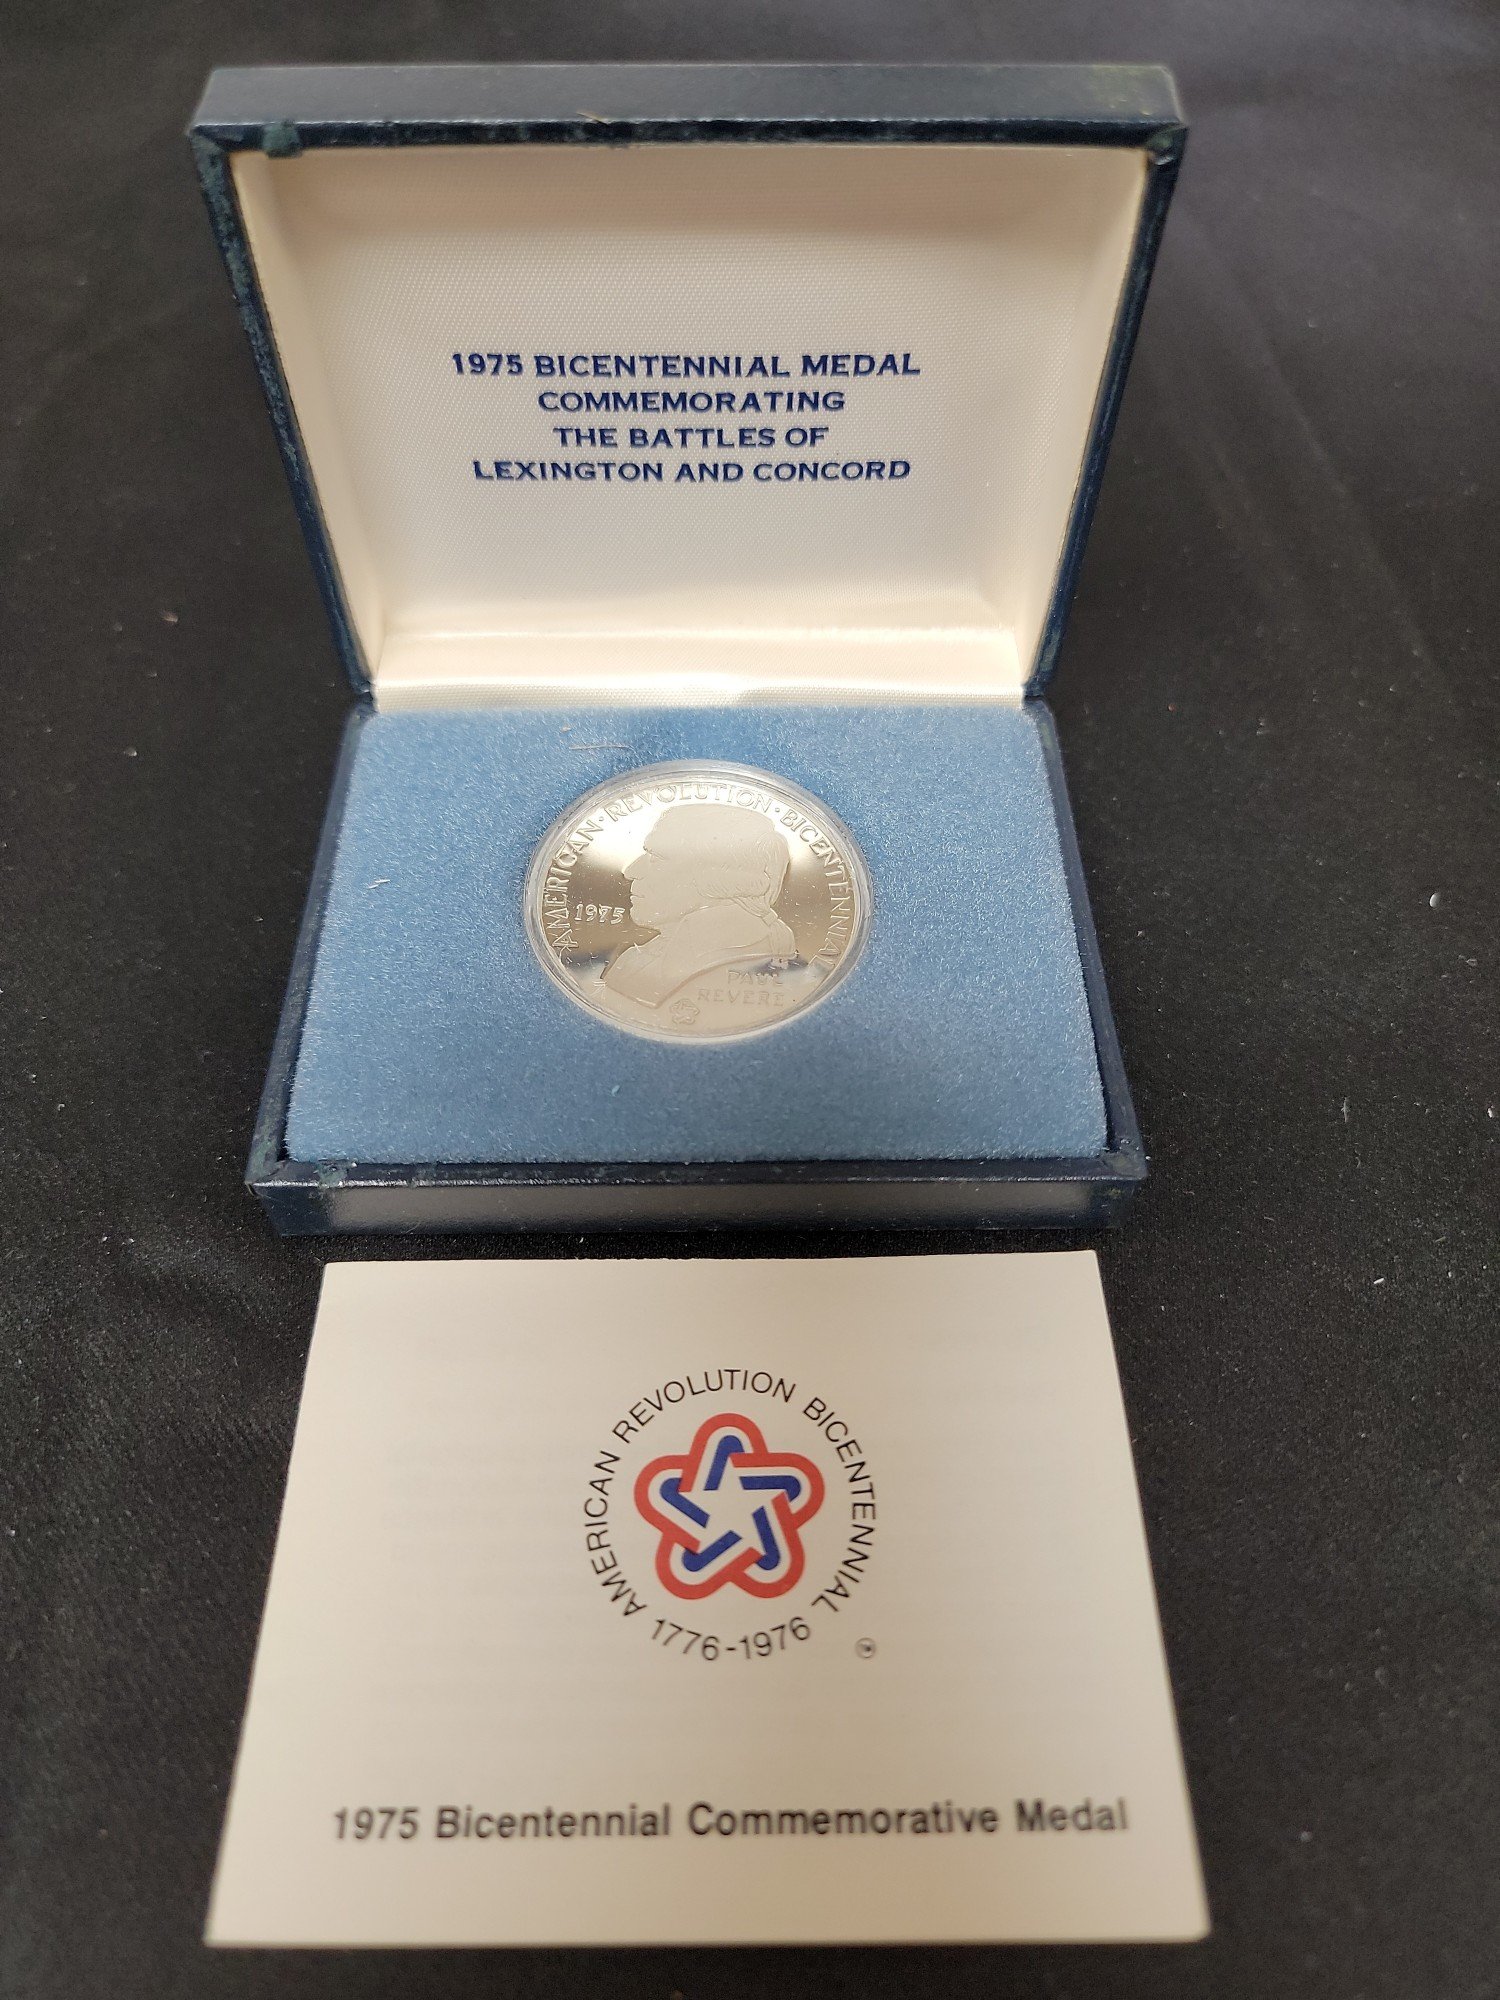 1975 BICENTENNIAL MEDAL
COMMEMORATING
THE BATTLES OF
LEXINGTON AND CONCORD
AMERICAN · REVOLUTION · BICENTENNIAL
1975
PAUL
REVERE
AMERICAN REVOLUTION BICENTENNIAL
1776-1976
1975 Bicentennial Commemorative Medal